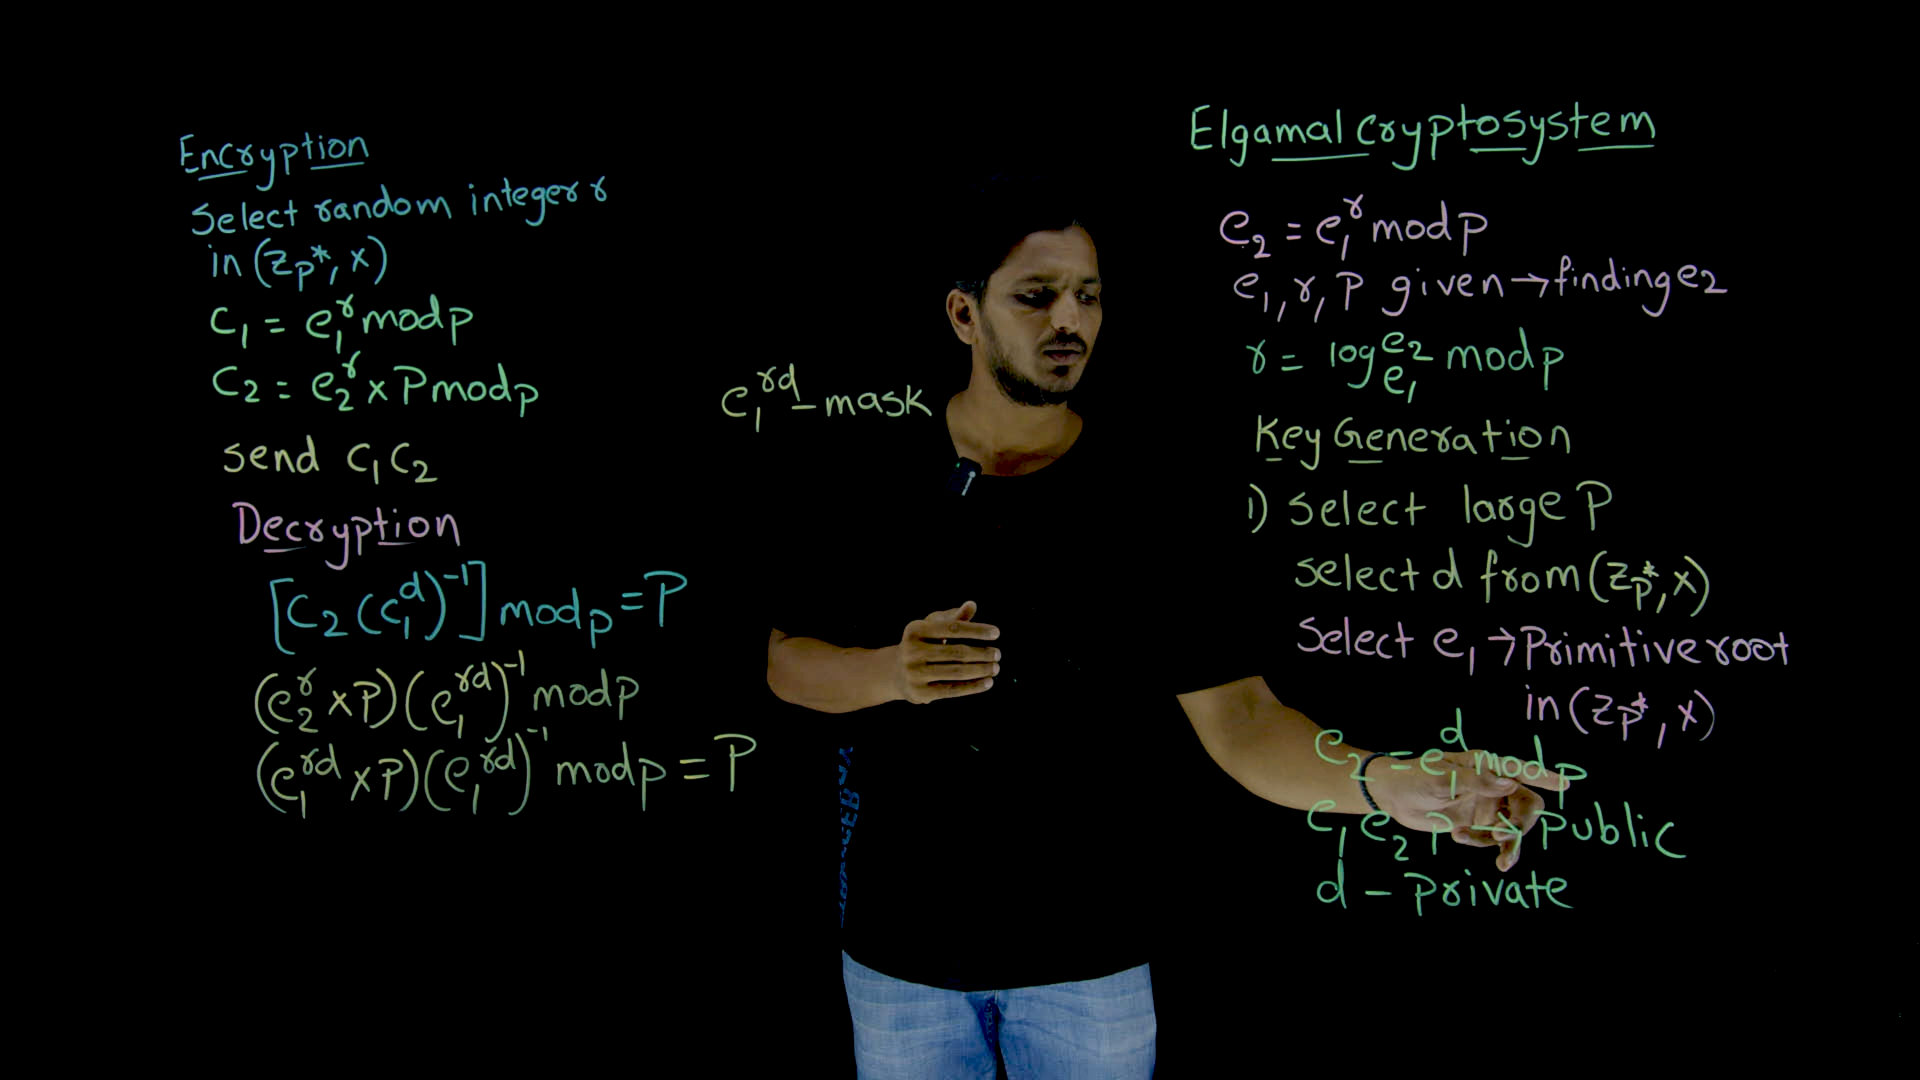 Encryption
Select random integer r
in (Zp*, x)
C1 = e1^r mod p
C2 = e2^r x P mod p
send C1 C2
Decryption
[C2 (C1^d)^-1] mod p = P
(e2^r x P) (e1^rd)^-1 mod p
(e1^rd x P) (e1^rd)^-1 mod p = P
e1^rd - mask
Elgamal cryptosystem
e2 = e1^r mod p
e1, r, P given → finding e2
r = log e1 e2 mod p
Key Generation
1) Select large P
Select d from (Zp*, x)
Select e1 → Primitive root
in (Zp*, x)
e2 = e1^d mod p
e1 e2 P → Public
d - Private